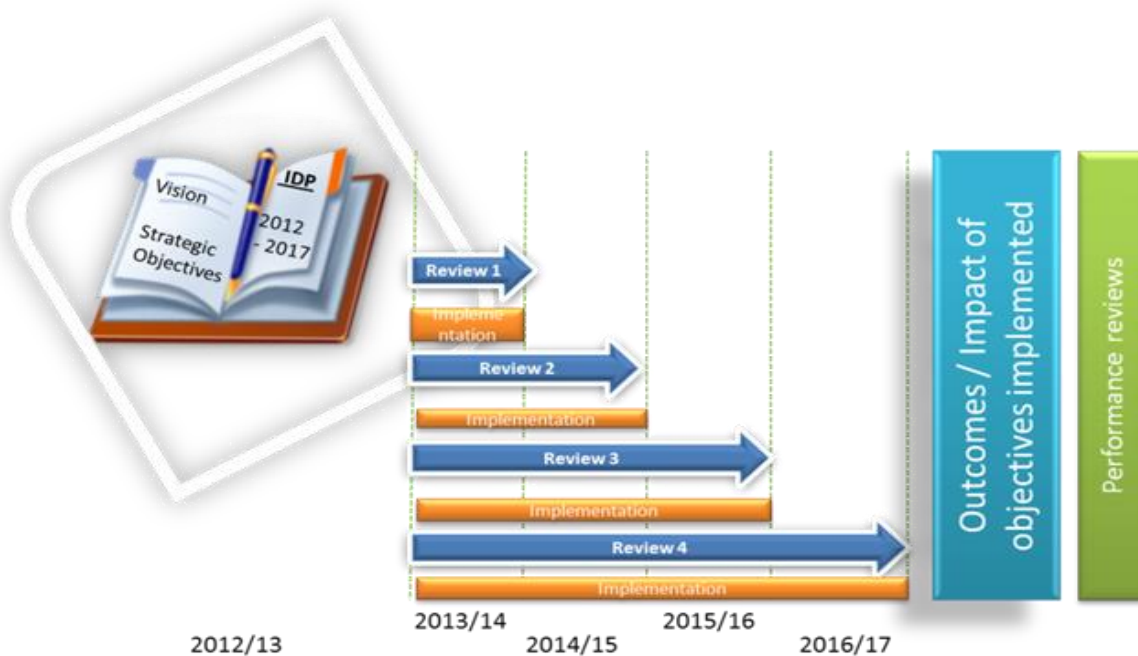 Vision
Strategic
Objectives
IDP
2012
- 2017
Review 1
Impleme
ntation
Review 2
Implementation
Review 3
Implementation
Review 4
Implementation
Outcomes / Impact of
objectives implemented
Performance reviews
2012/13
2013/14
2014/15
2015/16
2016/17